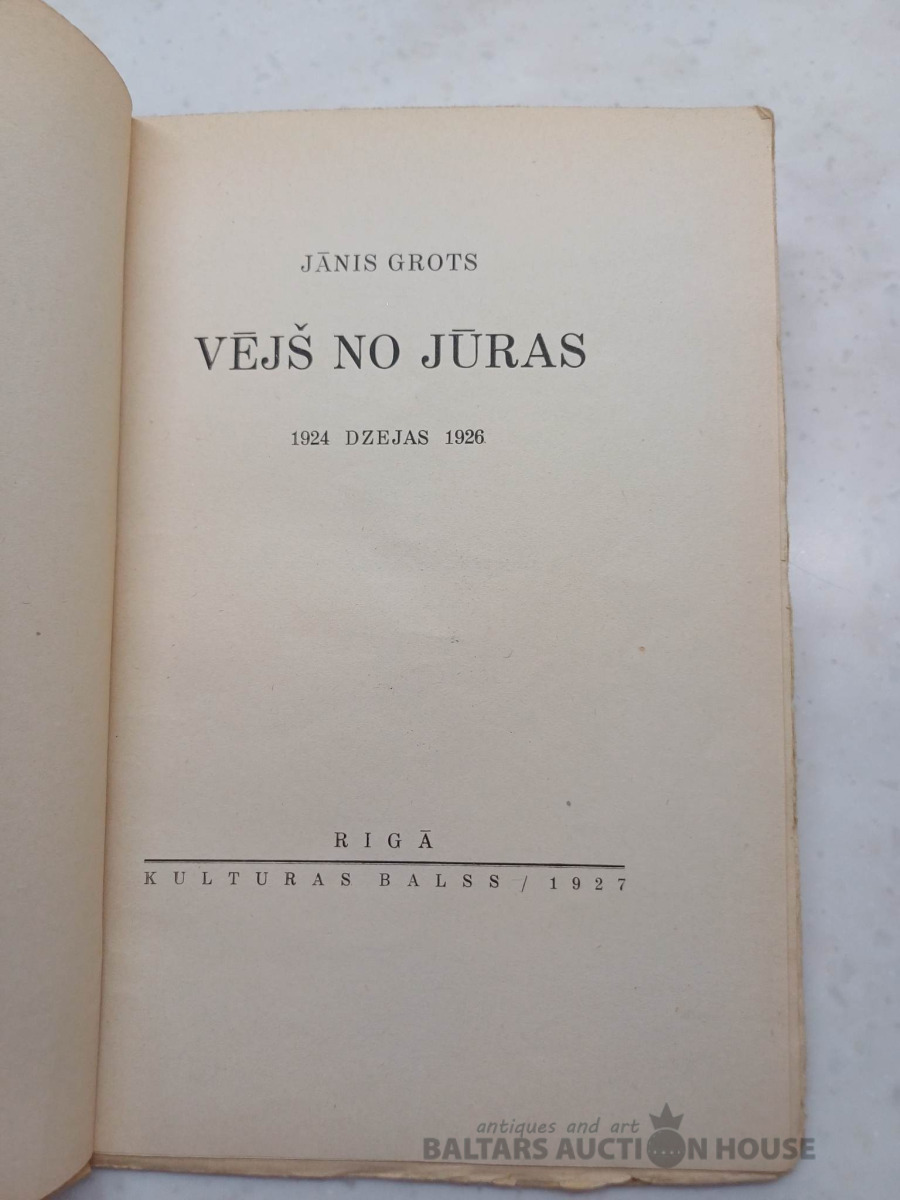 JĀNIS GROTS
VĒJŠ NO JŪRAS
1924 DZEJAS 1926
RIGĀ
KULTURAS BALSS / 1927
antiques and art
BALTARS AUCTION HOUSE